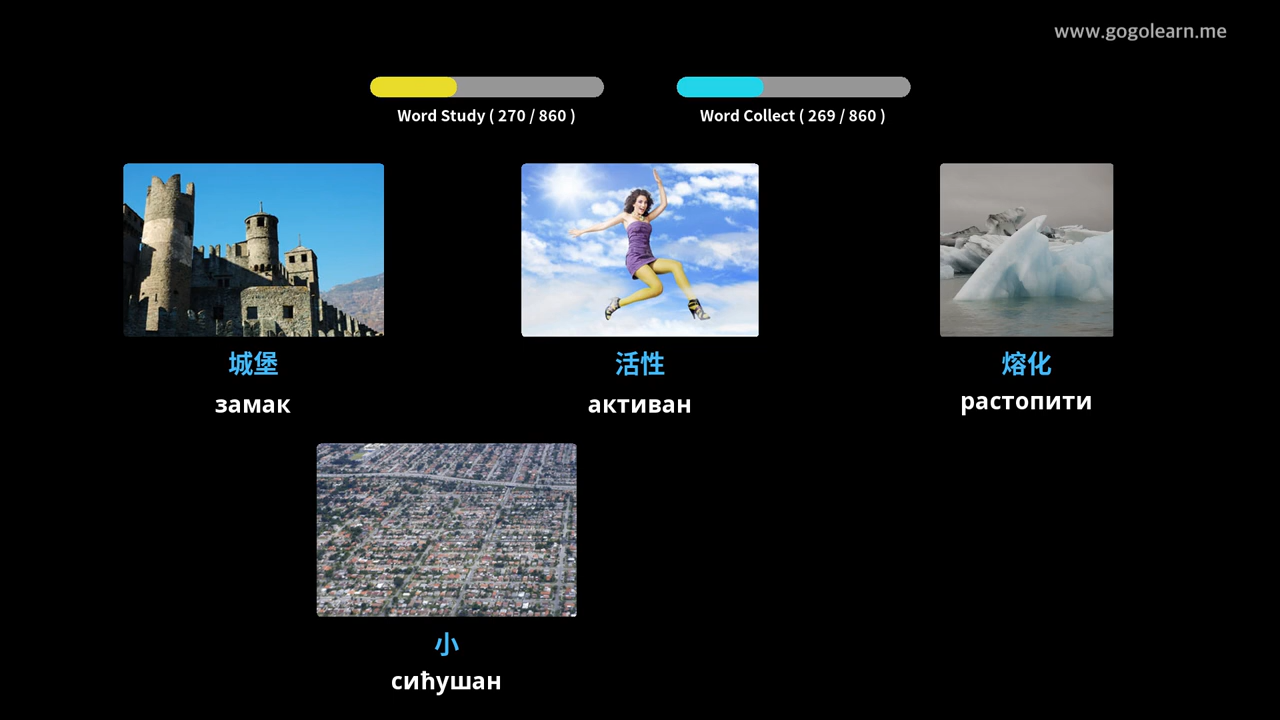 www.gogolearn.me
Word Study ( 270 / 860 )
Word Collect ( 269 / 860 )
城堡
замак
活性
активан
熔化
растопити
小
сићушан